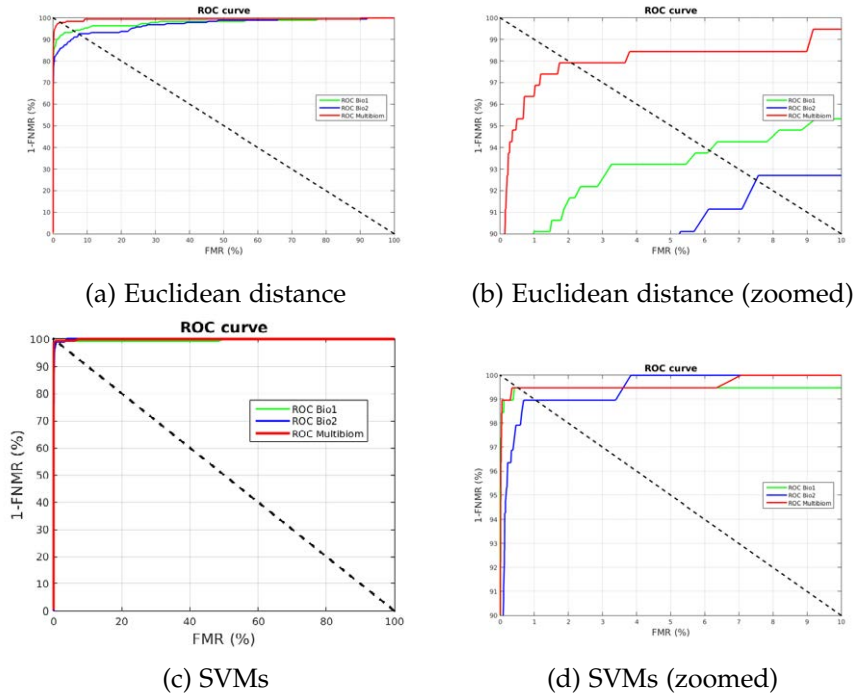 ROC curve
1-FNMR (%)
100
90
80
70
60
50
40
30
20
10
0
ROC Bio1
ROC Bio2
ROC Multibiom
0 10 20 30 40 50 60 70 80 90 100
FMR (%)
(a) Euclidean distance
ROC curve
1-FNMR (%)
100
99
98
97
96
95
94
93
92
91
90
ROC Bio1
ROC Bio2
ROC Multibiom
0 1 2 3 4 5 6 7 8 9 10
FMR (%)
(b) Euclidean distance (zoomed)
ROC curve
1-FNMR (%)
100
90
80
70
60
50
40
30
20
10
0
ROC Bio1
ROC Bio2
ROC Multibiom
0 20 40 60 80 100
FMR (%)
(c) SVMs
ROC curve
1-FNMR (%)
100
99
98
97
96
95
94
93
92
91
90
ROC Bio1
ROC Bio2
ROC Multibiom
0 1 2 3 4 5 6 7 8 9 10
FMR (%)
(d) SVMs (zoomed)